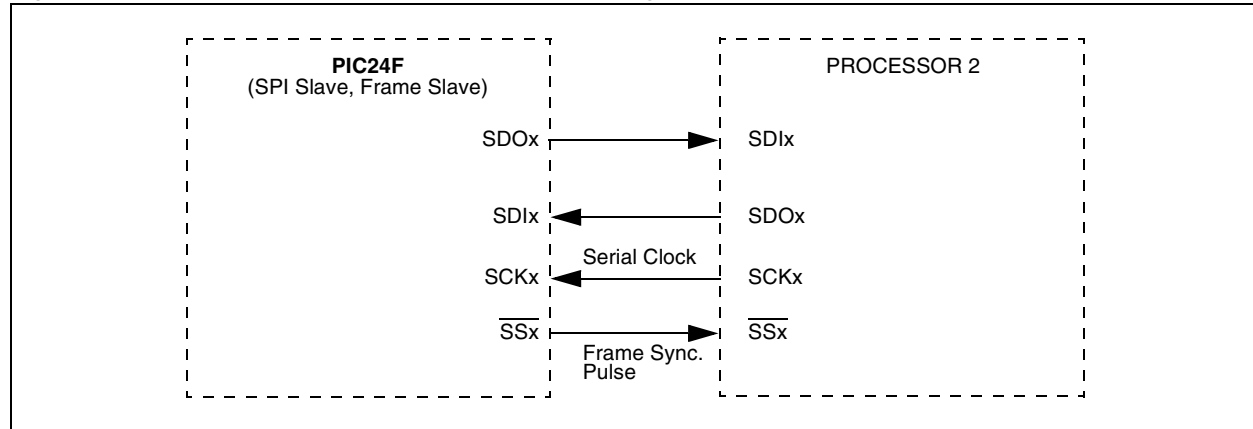 PIC24F
(SPI Slave, Frame Slave)
PROCESSOR 2
SDOx
SDIx
SDIx
SDOx
Serial Clock
SCKx
SCKx
SSx
SSx
Frame Sync.
Pulse